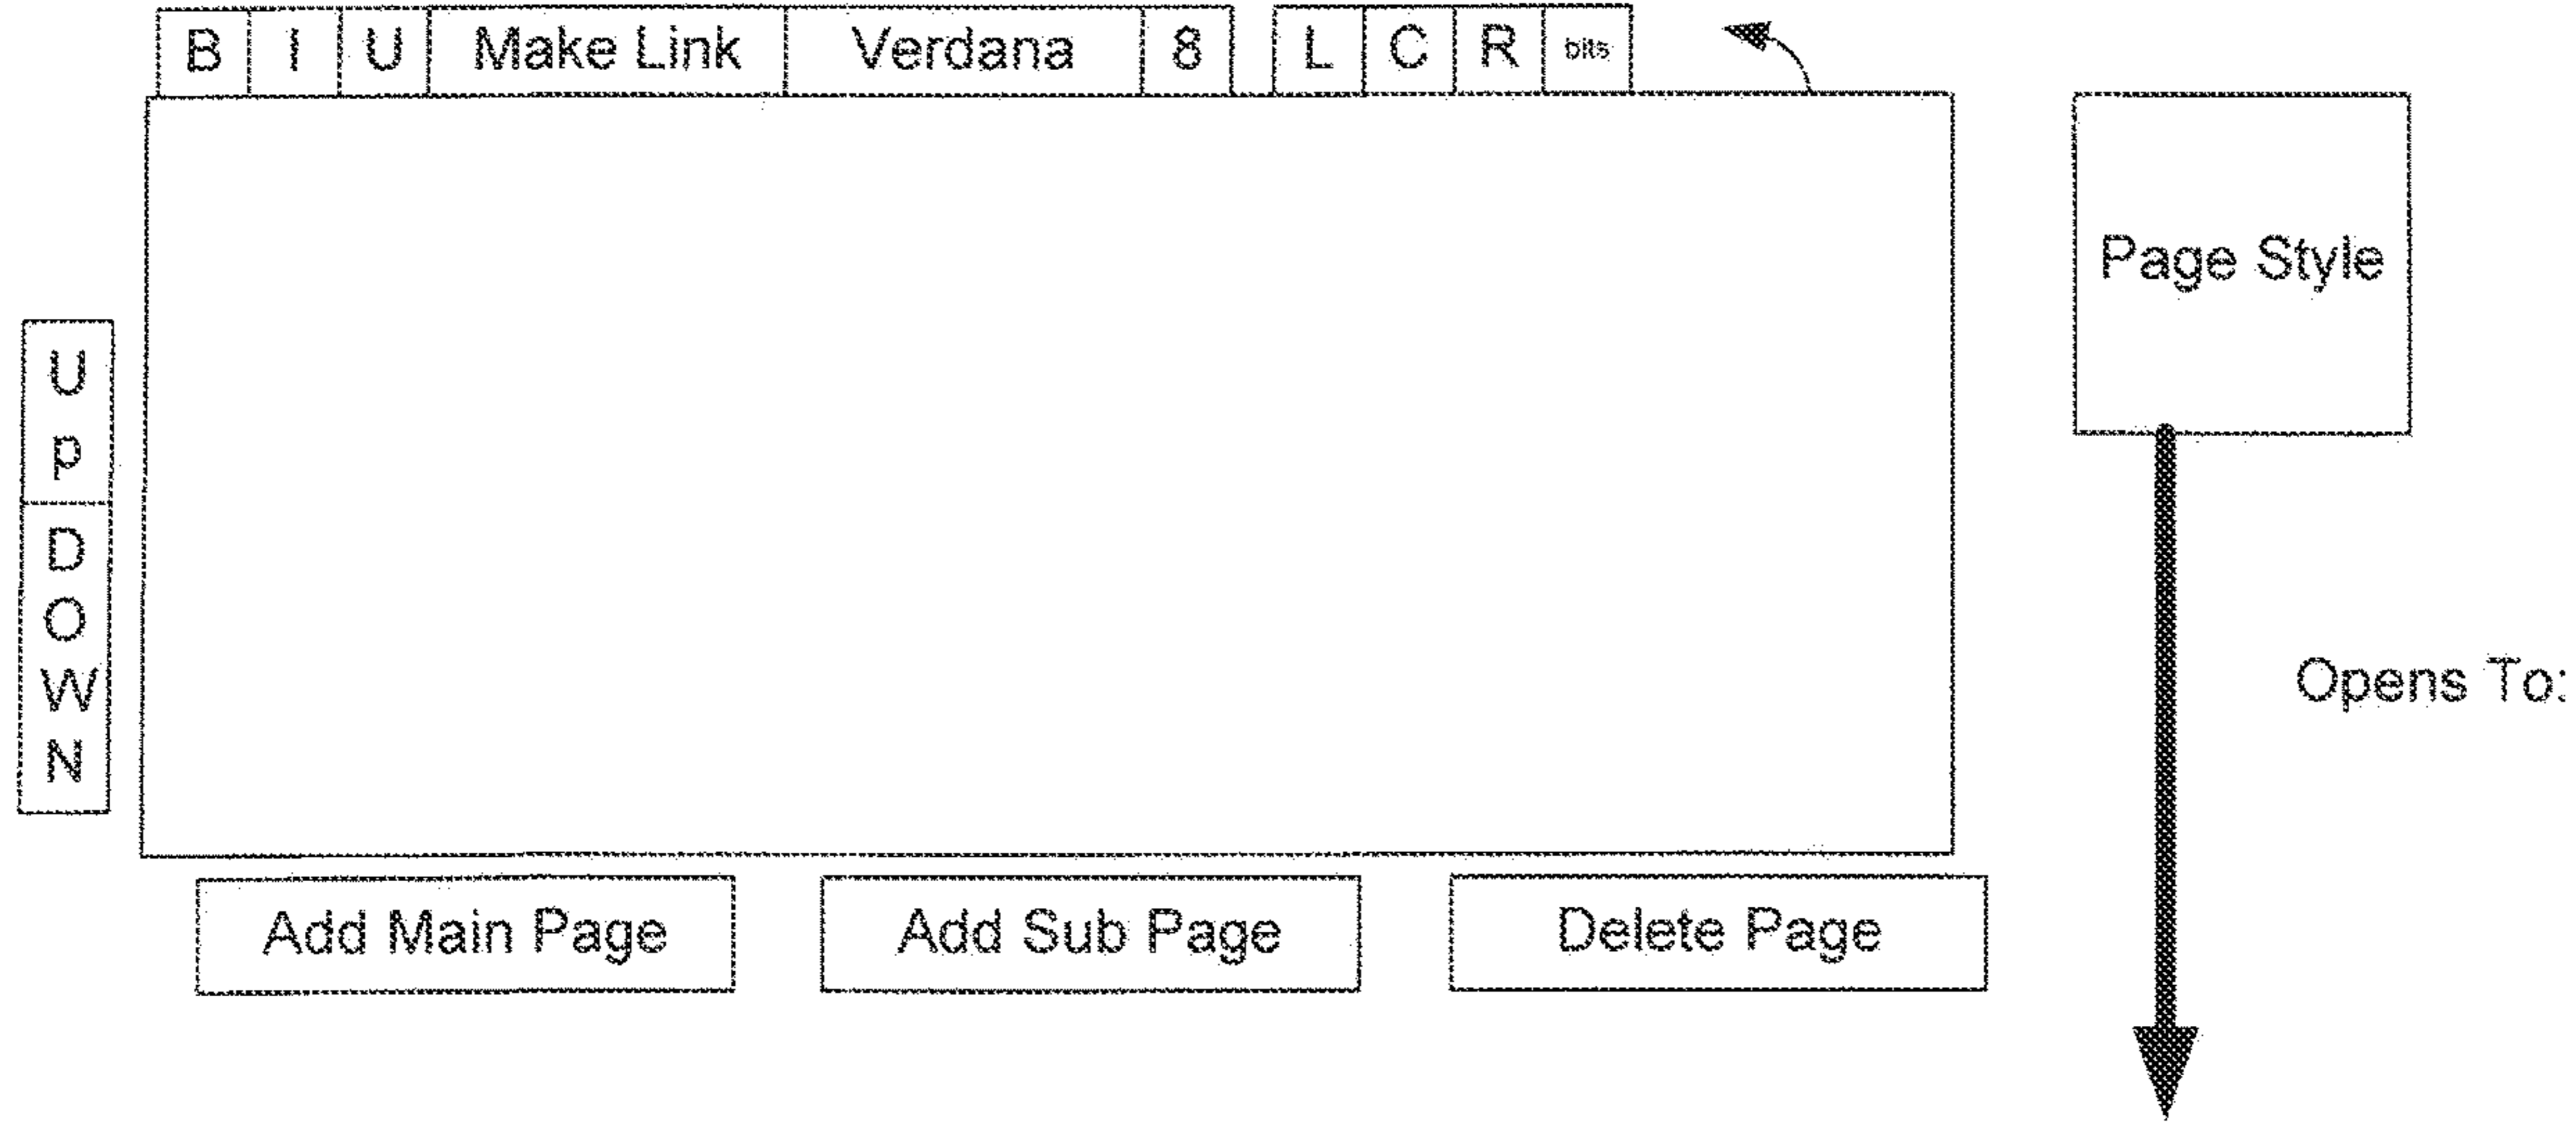 B I U Make Link Verdana 8 L C R bits
Page Style
UP
DOWN
Opens To:
Add Main Page Add Sub Page Delete Page